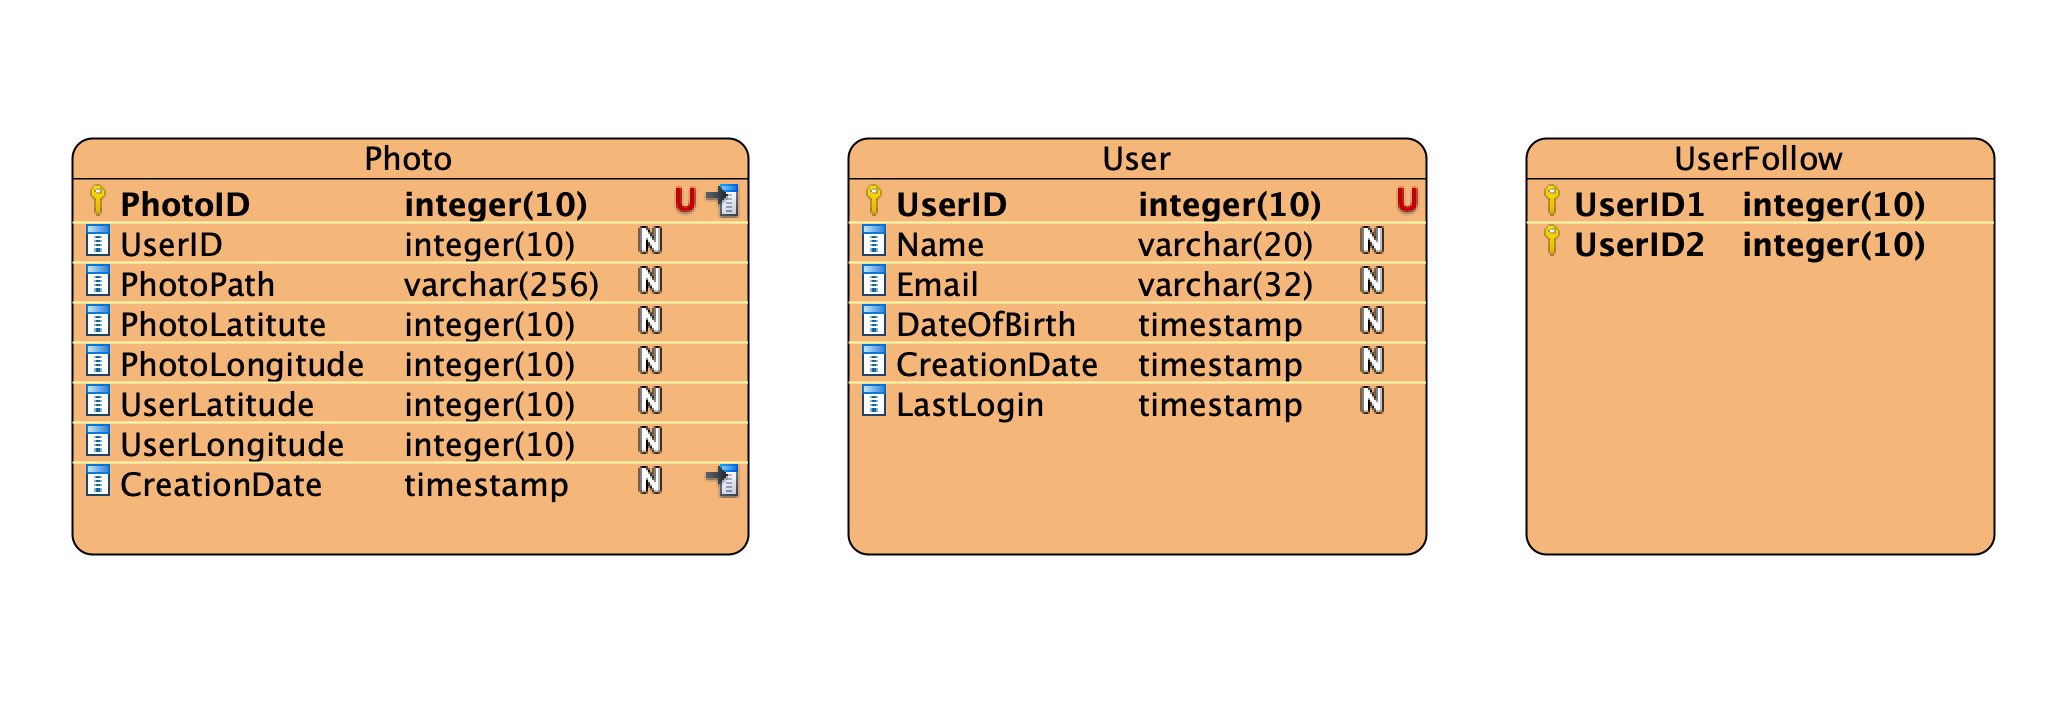 Photo
PhotoID integer(10) U
UserID integer(10) N
PhotoPath varchar(256) N
PhotoLatitute integer(10) N
PhotoLongitude integer(10) N
UserLatitude integer(10) N
UserLongitude integer(10) N
CreationDate timestamp N
User
UserID integer(10) U
Name varchar(20) N
Email varchar(32) N
DateOfBirth timestamp N
CreationDate timestamp N
LastLogin timestamp N
UserFollow
UserID1 integer(10)
UserID2 integer(10)